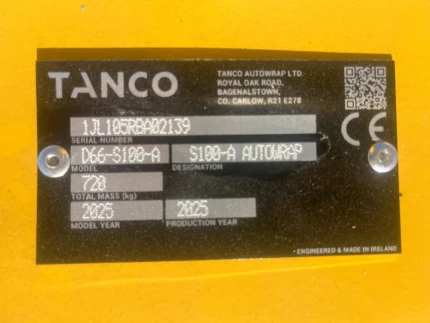 TANCO
TANCO AUTOWRAP LTD
ROYAL OAK ROAD,
BAGENALSTOWN,
CO. CARLOW, R21 E278
1JL105RBA02139
SERIAL NUMBER
D66-S100-A S100-A AUTOWRAP
MODEL DESIGNATION
720
TOTAL MASS (kg)
2025 2025
MODEL YEAR PRODUCTION YEAR
CE
• ENGINEERED & MADE IN IRELAND